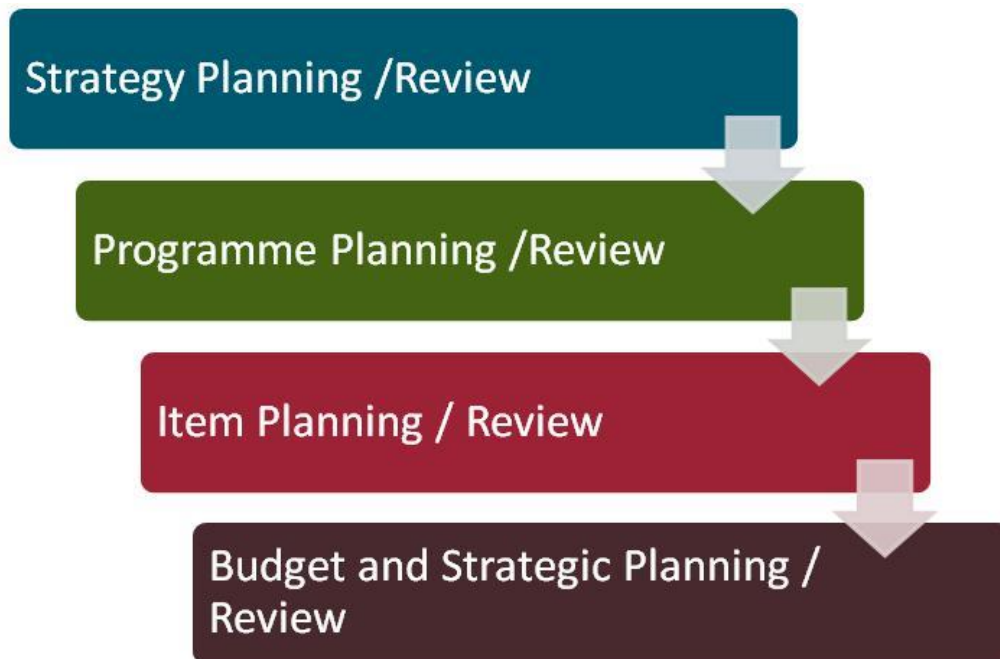 Strategy Planning /Review
Programme Planning /Review
Item Planning / Review
Budget and Strategic Planning /
Review